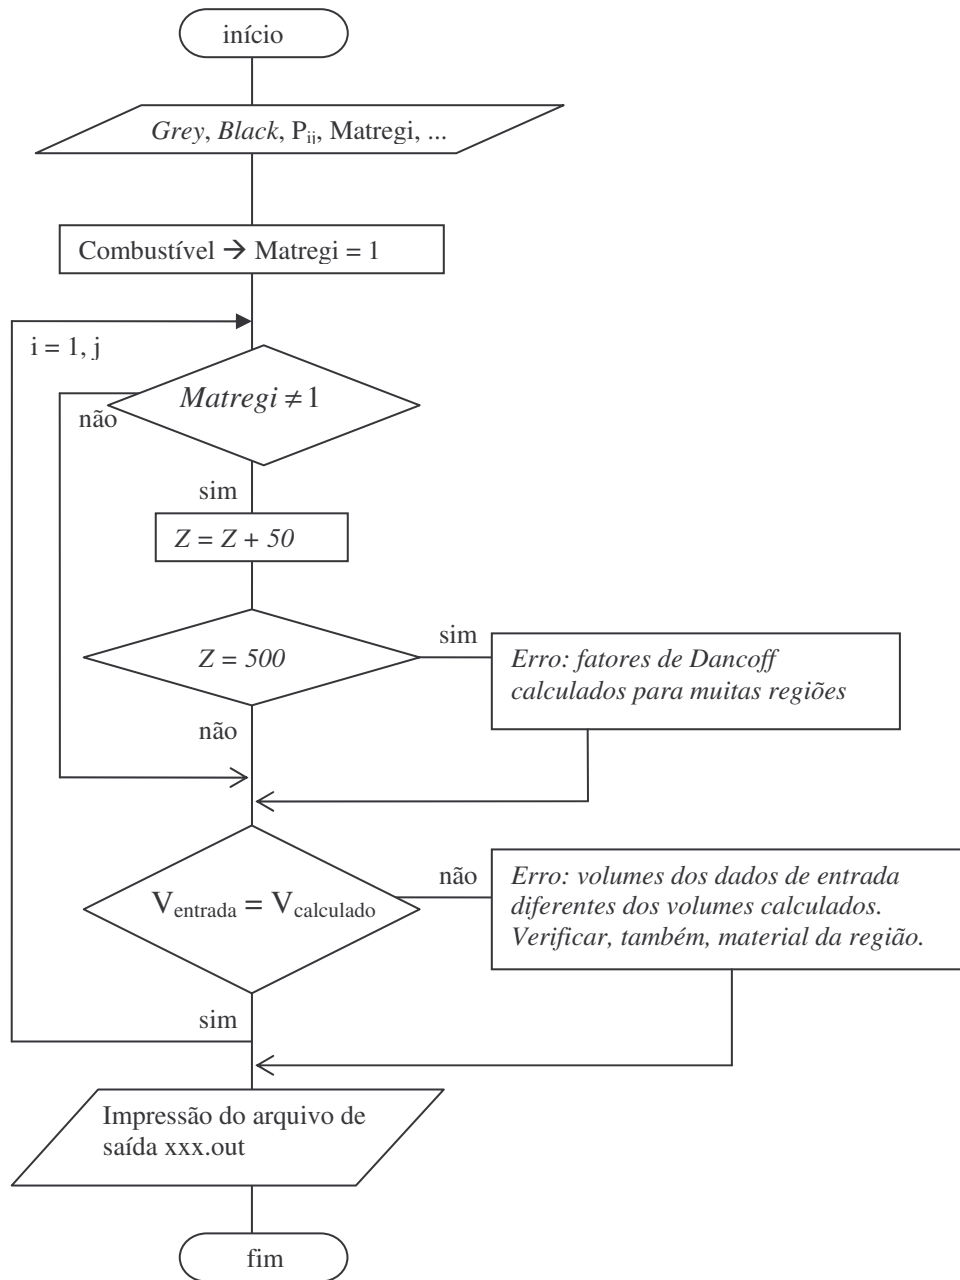 início
Grey, Black, Pij, Matregi, ...
Combustível → Matregi = 1
i = 1, j
Matregi ≠ 1
não
sim
Z = Z + 50
Z = 500
sim
Erro: fatores de Dancoff
calculados para muitas regiões
não
Ventrada = Vcalculado
não
Erro: volumes dos dados de entrada
diferentes dos volumes calculados.
Verificar, também, material da região.
sim
Impressão do arquivo de
saída xxx.out
fim